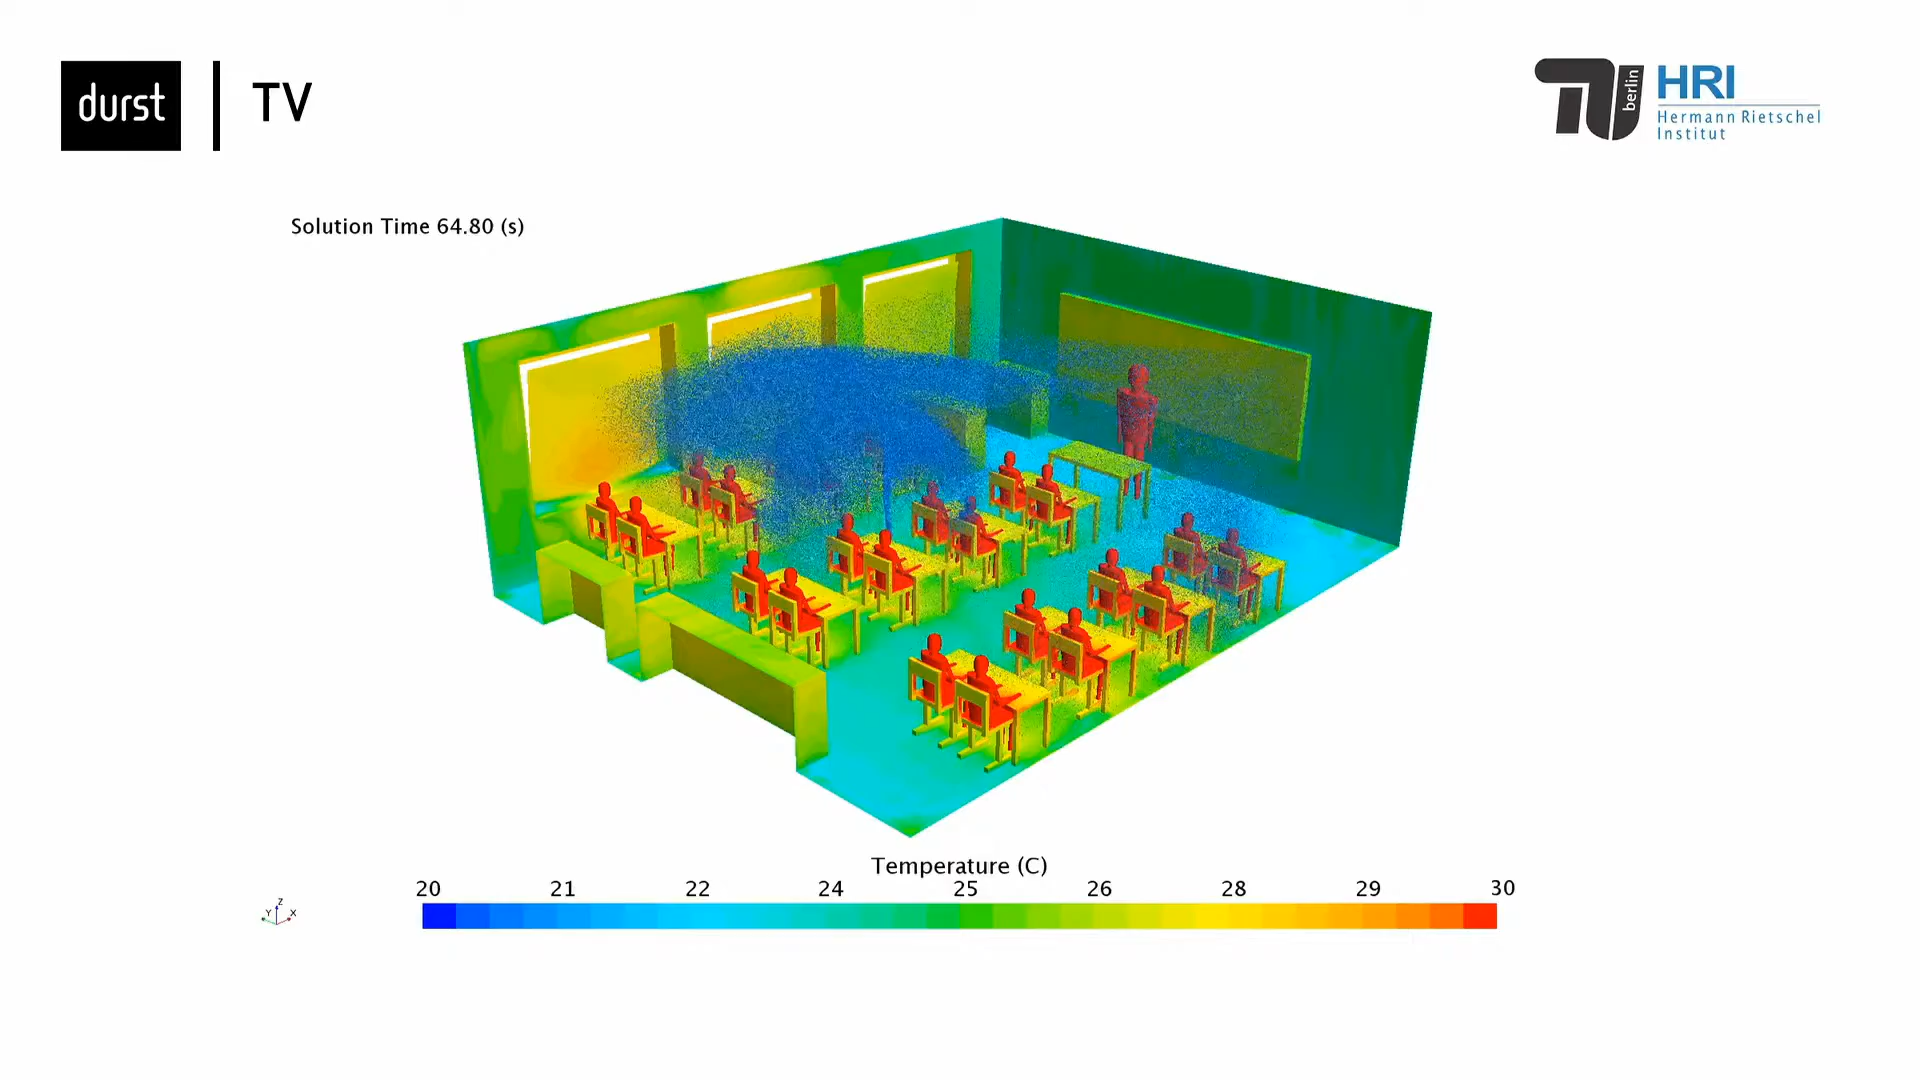 durst
TV
berlin
HRI
Hermann Rietschel
Institut
Solution Time 64.80 (s)
Temperature (C)
20 21 22 24 25 26 28 29 30
Z
Y X